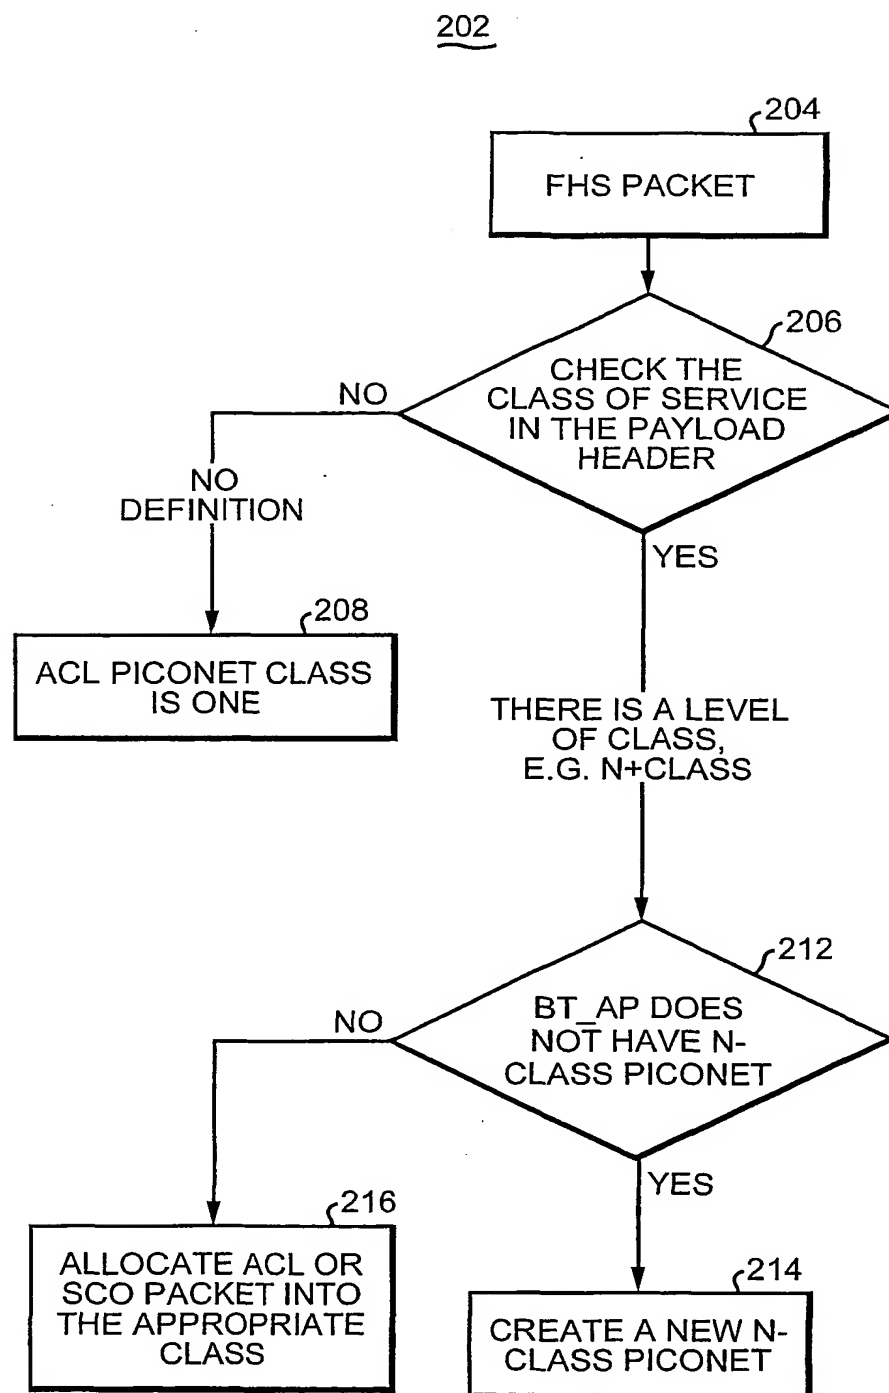 202
204
FHS PACKET
206
CHECK THE
CLASS OF SERVICE
IN THE PAYLOAD
HEADER
NO
NO
DEFINITION
YES
208
ACL PICONET CLASS
IS ONE
THERE IS A LEVEL
OF CLASS,
E.G. N+CLASS
212
BT_AP DOES
NOT HAVE N-
CLASS PICONET
NO
YES
216
ALLOCATE ACL OR
SCO PACKET INTO
THE APPROPRIATE
CLASS
214
CREATE A NEW N-
CLASS PICONET